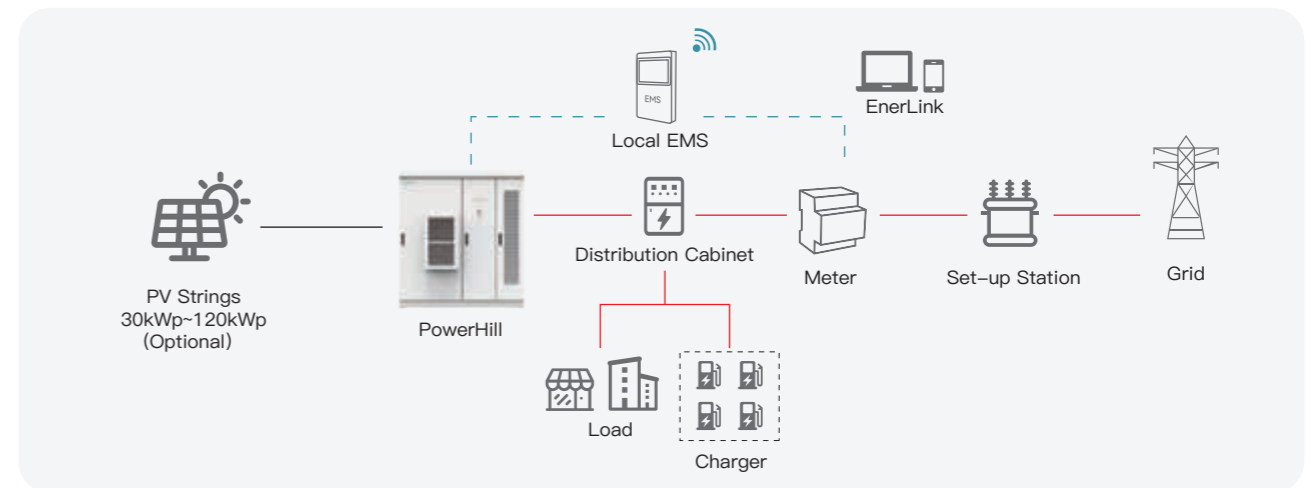 EMS
Local EMS
EnerLink
PV Strings
30kWp~120kWp
(Optional)
PowerHill
Distribution Cabinet
Meter
Set-up Station
Grid
Load
Charger